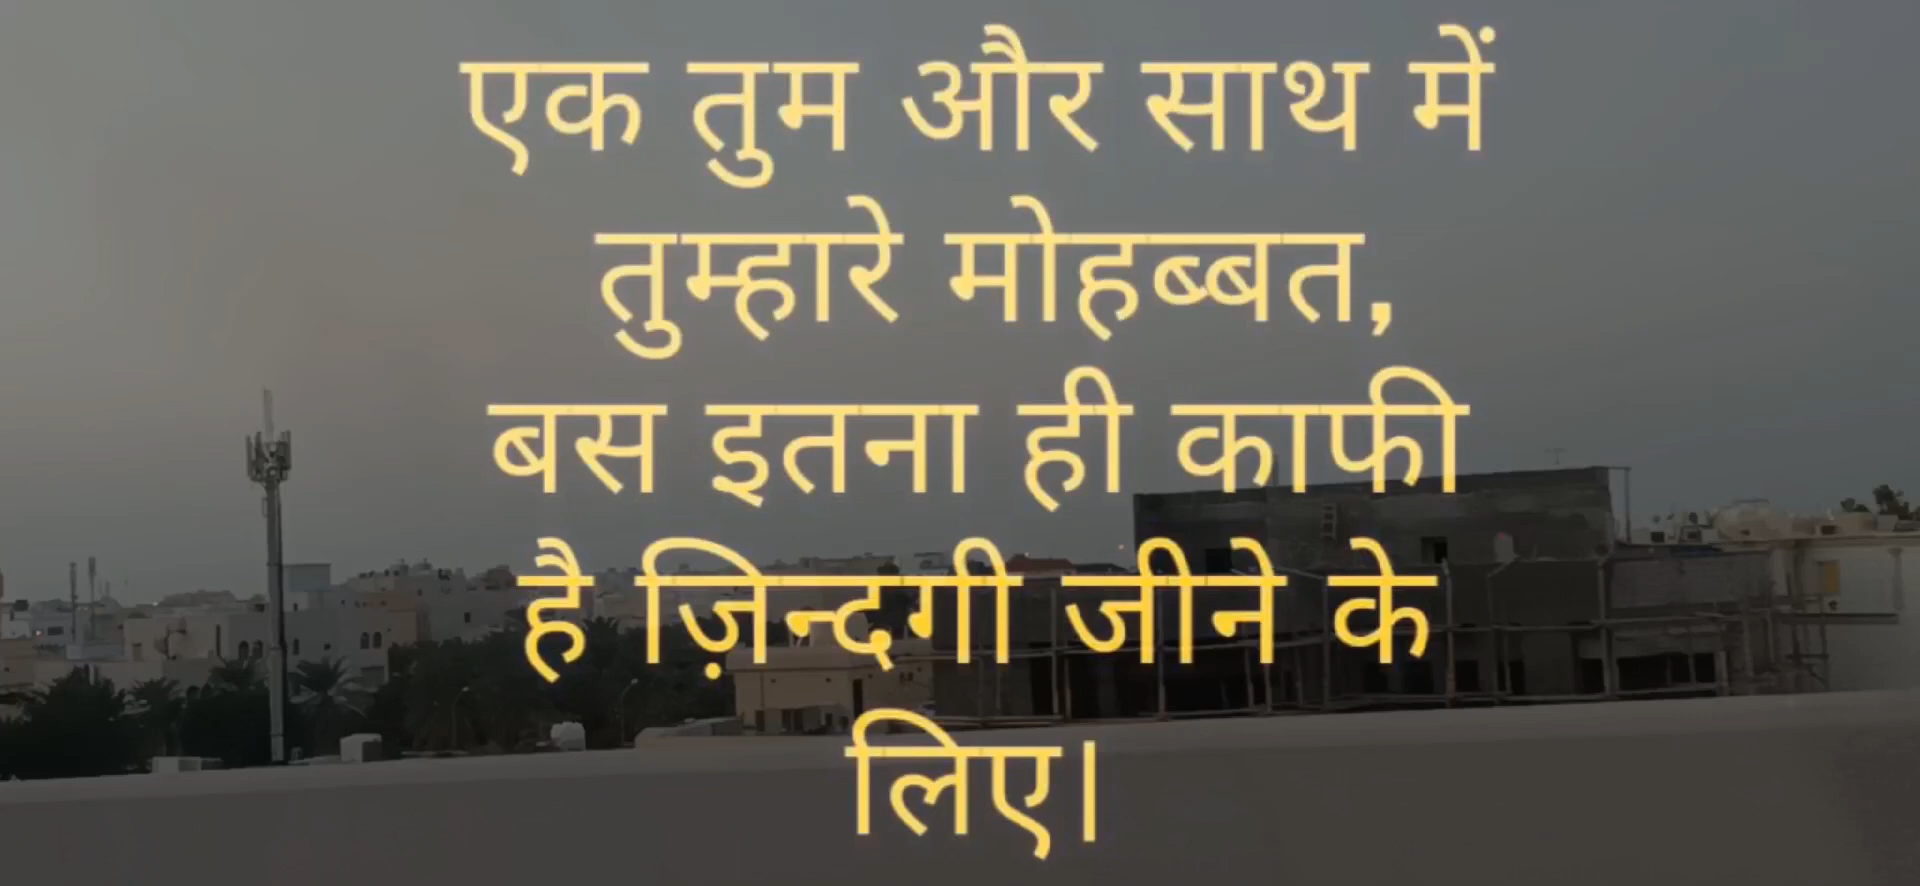 एक तुम और साथ में
तुम्हारे मोहब्बत,
बस इतना ही काफी
है ज़िन्दगी जीने के
लिए।